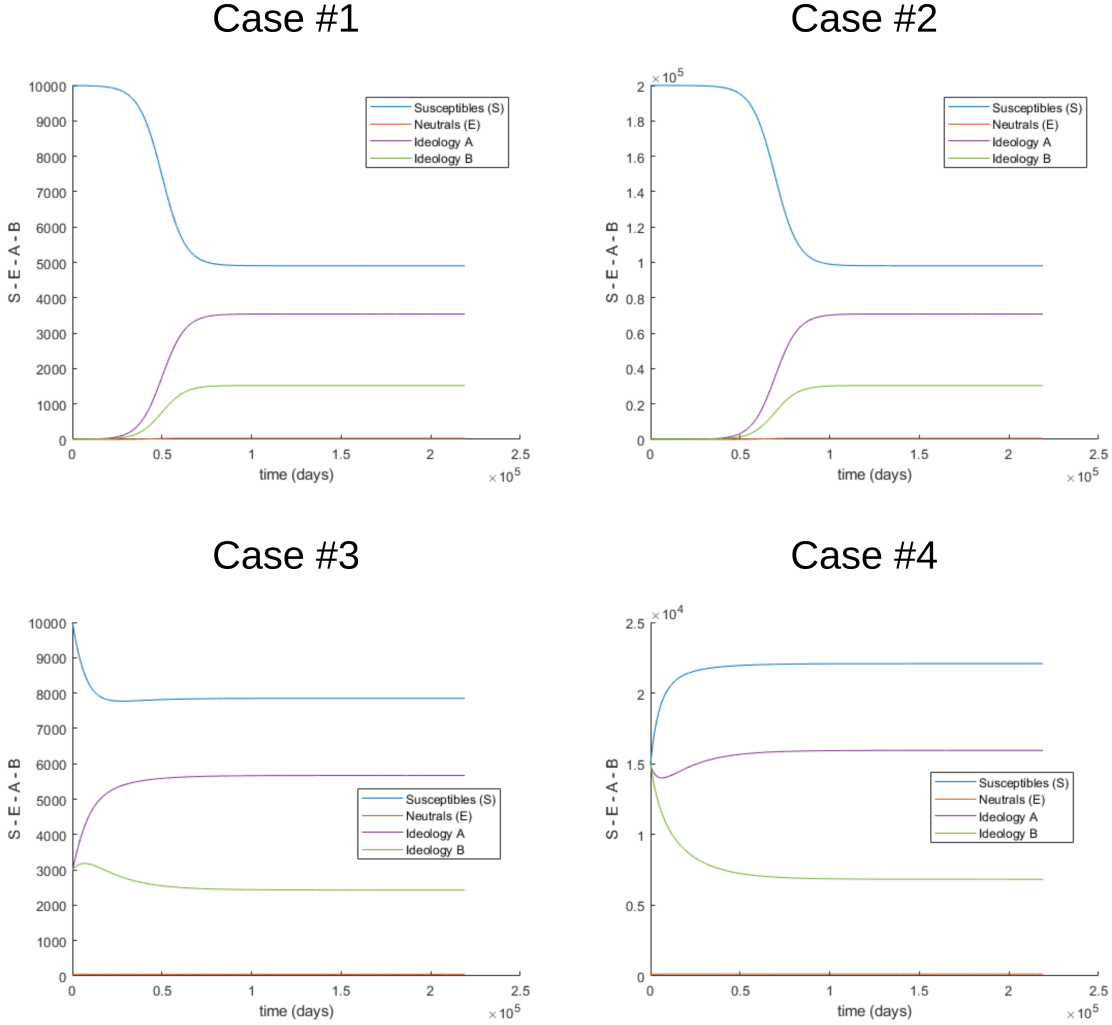 Case #1
10000
9000
8000
7000
6000
5000
4000
3000
2000
1000
0
S - E - A - B
Susceptibles (S)
Neutrals (E)
Ideology A
Ideology B
0
0.5
1
1.5
2
2.5
×10^5
time (days)
Case #2
×10^5
2
1.8
1.6
1.4
1.2
1
0.8
0.6
0.4
0.2
0
S - E - A - B
Susceptibles (S)
Neutrals (E)
Ideology A
Ideology B
0
0.5
1
1.5
2
2.5
×10^5
time (days)
Case #3
10000
9000
8000
7000
6000
5000
4000
3000
2000
1000
0
S - E - A - B
Susceptibles (S)
Neutrals (E)
Ideology A
Ideology B
0
0.5
1
1.5
2
2.5
×10^5
time (days)
Case #4
×10^4
2.5
2
1.5
1
0.5
0
S - E - A - B
Susceptibles (S)
Neutrals (E)
Ideology A
Ideology B
0
0.5
1
1.5
2
2.5
×10^5
time (days)